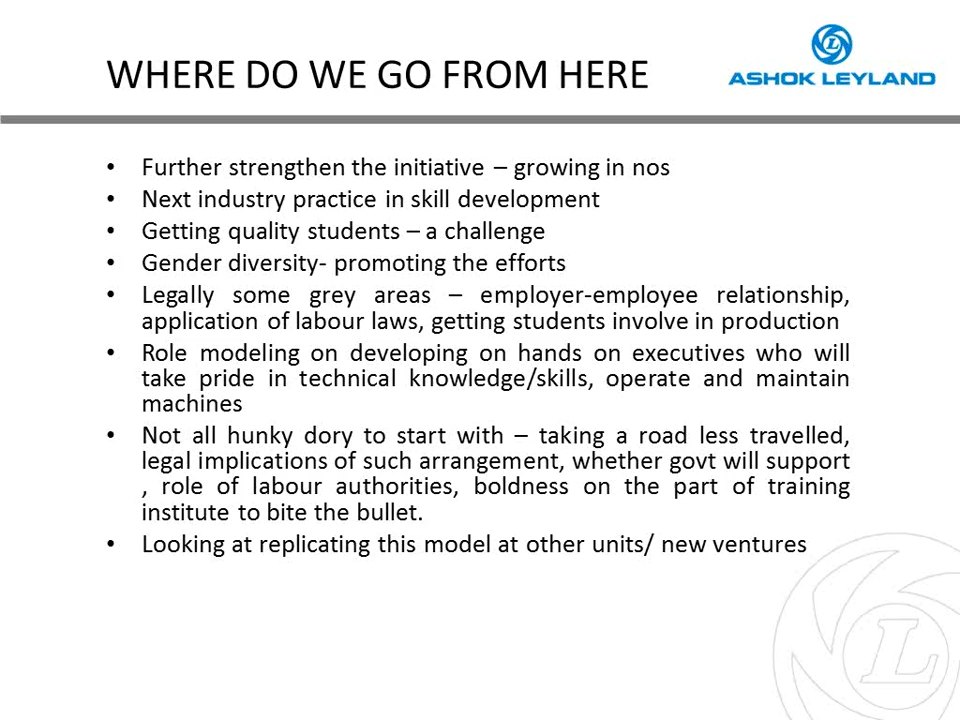 WHERE DO WE GO FROM HERE
ASHOK LEYLAND
• Further strengthen the initiative – growing in nos
• Next industry practice in skill development
• Getting quality students – a challenge
• Gender diversity- promoting the efforts
• Legally some grey areas – employer-employee relationship,
application of labour laws, getting students involve in production
• Role modeling on developing on hands on executives who will
take pride in technical knowledge/skills, operate and maintain
machines
• Not all hunky dory to start with – taking a road less travelled,
legal implications of such arrangement, whether govt will support
, role of labour authorities, boldness on the part of training
institute to bite the bullet.
• Looking at replicating this model at other units/ new ventures
L